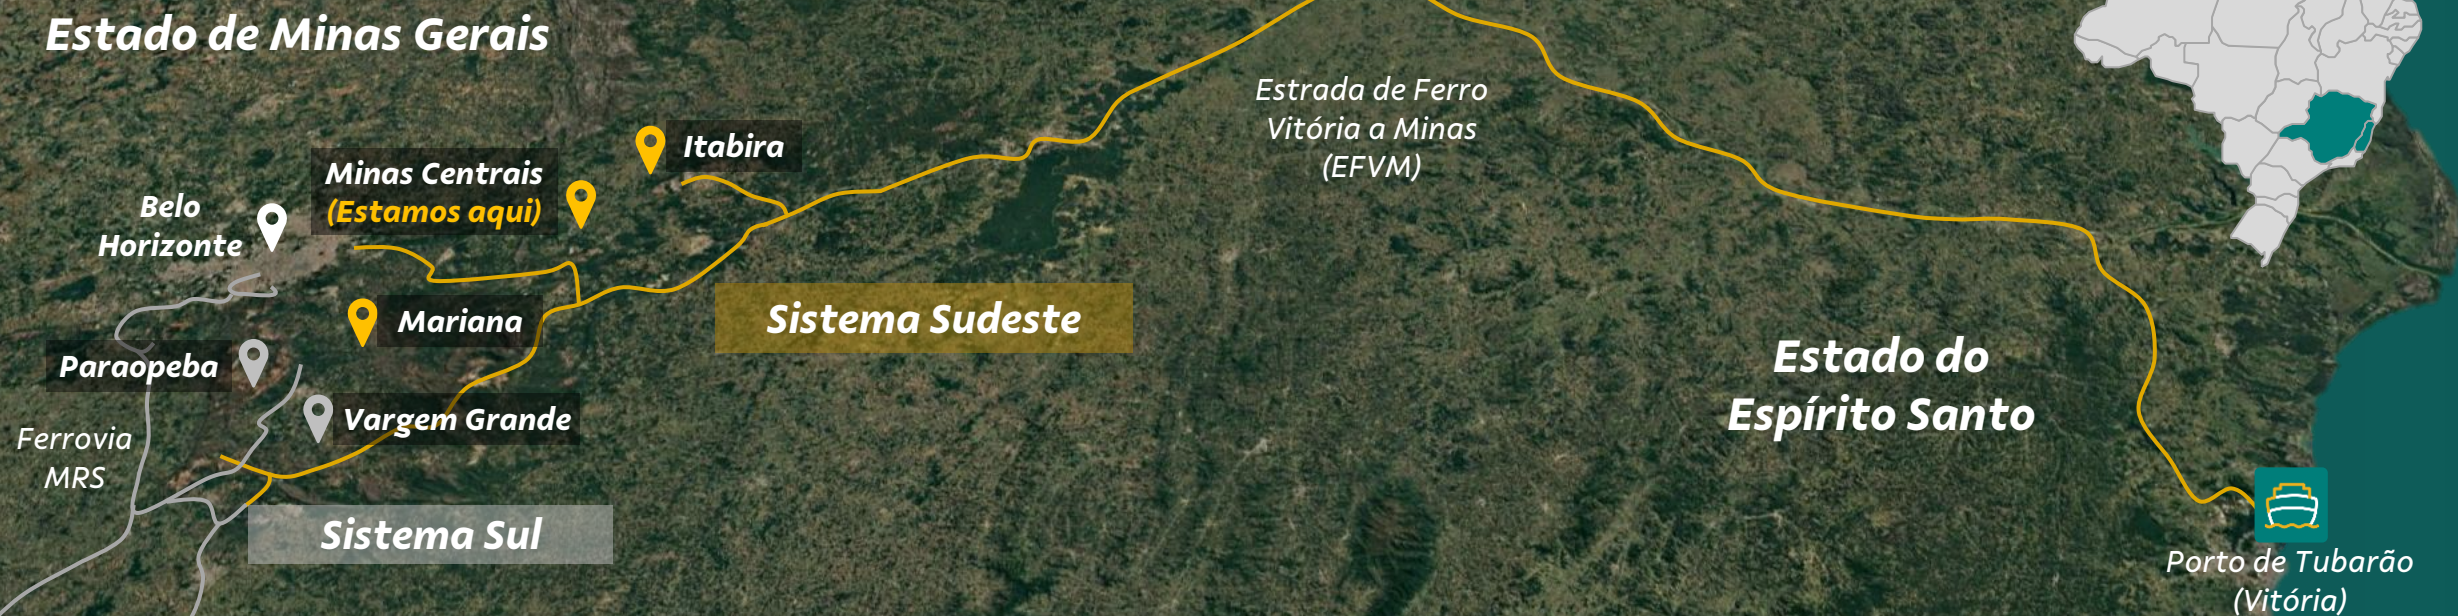 Estado de Minas Gerais
Estrada de Ferro
Vitória a Minas
(EFVM)
Itabira
Minas Centrais
(Estamos aqui)
Belo
Horizonte
Mariana
Sistema Sudeste
Paraopeba
Vargem Grande
Estado do
Espírito Santo
Ferrovia
MRS
Sistema Sul
Porto de Tubarão
(Vitória)